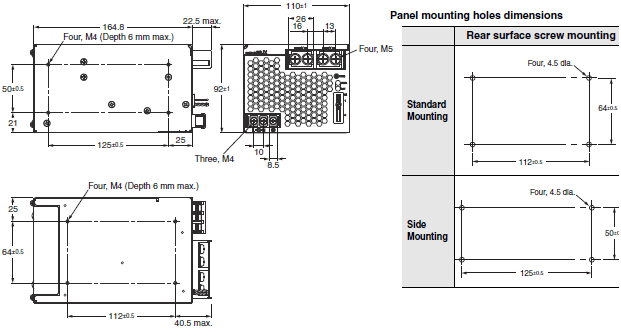 164.8
22.5 max.
Four, M4 (Depth 6 mm max.)
50±0.5
21
125±0.5
25
110±1
26
16
13
Four, M5
92±1
Three, M4
10
8.5
Four, M4 (Depth 6 mm max.)
25
64±0.5
112±0.5
40.5 max.
Panel mounting holes dimensions
Rear surface screw mounting
Standard
Mounting
Four, 4.5 dia.
64±0.5
112±0.5
Side
Mounting
Four, 4.5 dia.
50±0
125±0.5